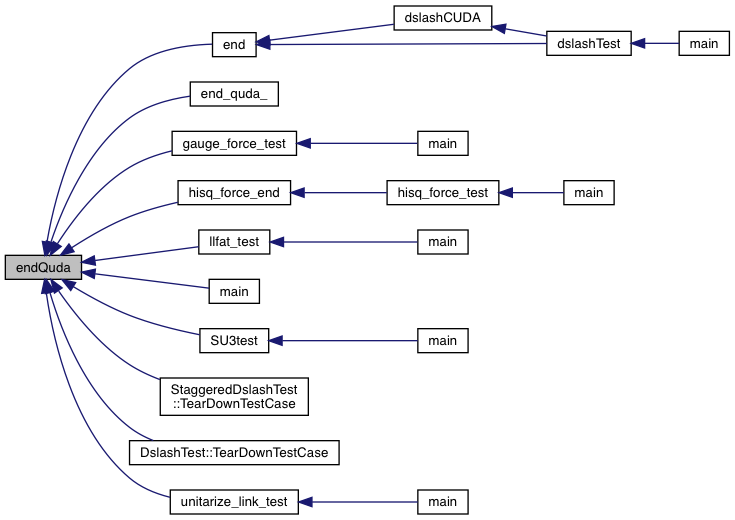 dslashCUDA
end
dslashTest
main
end_quda_
gauge_force_test
main
hisq_force_end
hisq_force_test
main
llfat_test
main
endQuda
main
SU3test
main
StaggeredDslashTest
::TearDownTestCase
DslashTest::TearDownTestCase
unitarize_link_test
main